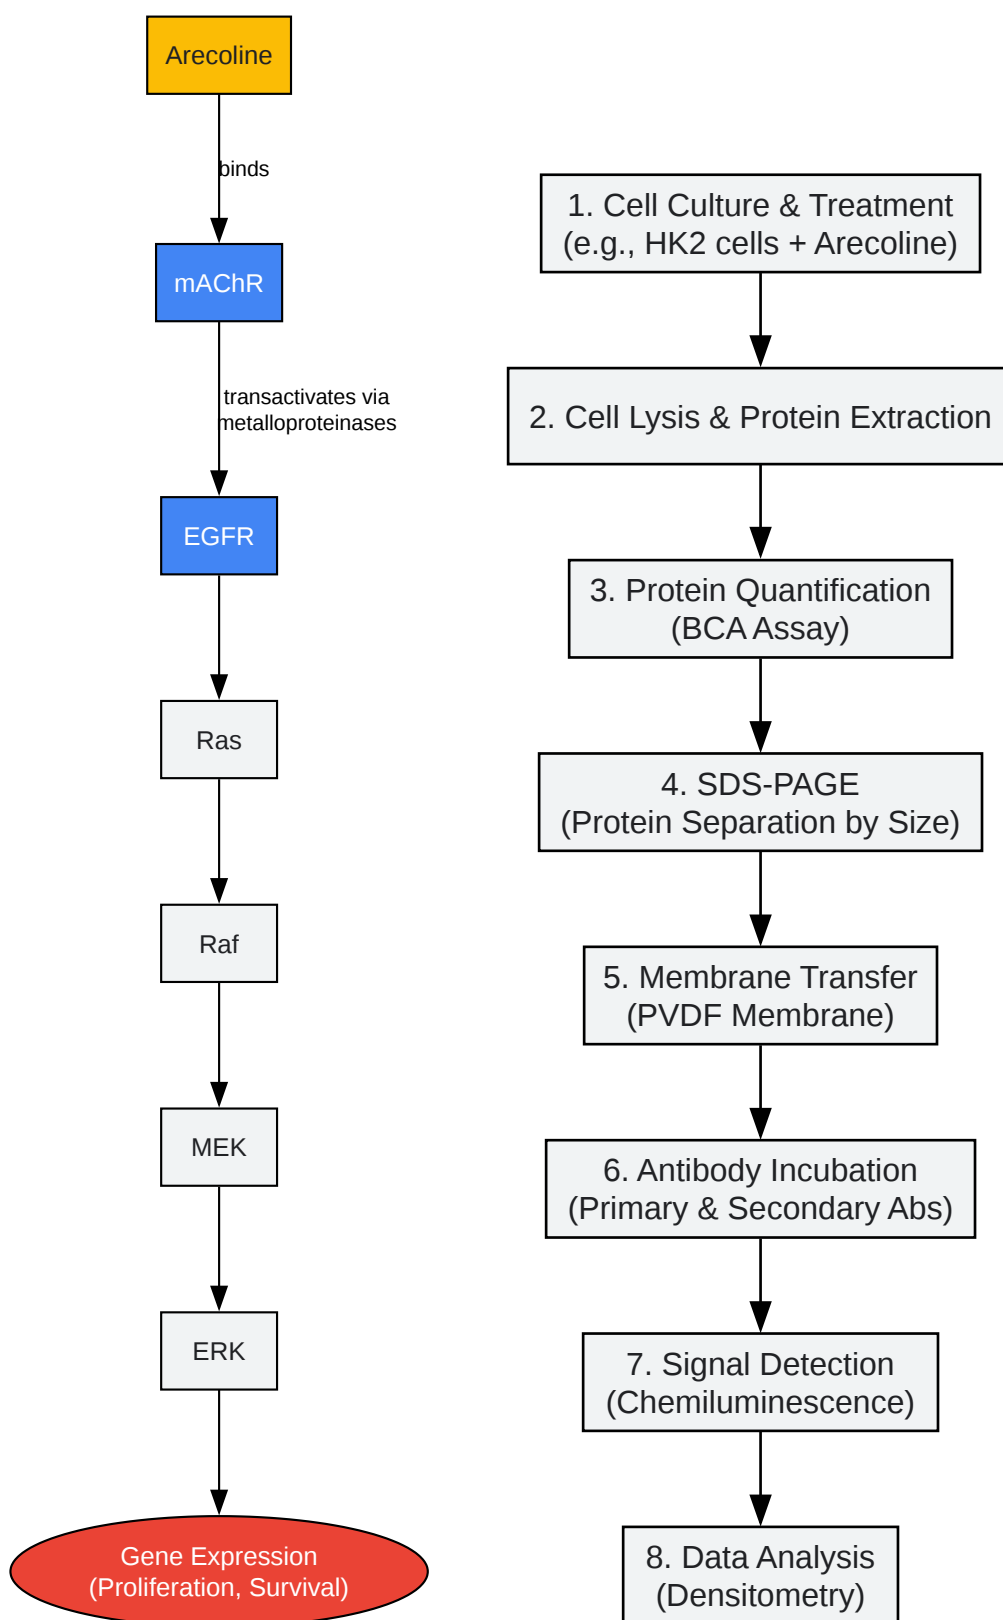 Arecoline
binds
mAChR
transactivates via
metalloproteinases
EGFR
Ras
Raf
MEK
ERK
Gene Expression
(Proliferation, Survival)
1. Cell Culture & Treatment
(e.g., HK2 cells + Arecoline)
2. Cell Lysis & Protein Extraction
3. Protein Quantification
(BCA Assay)
4. SDS-PAGE
(Protein Separation by Size)
5. Membrane Transfer
(PVDF Membrane)
6. Antibody Incubation
(Primary & Secondary Abs)
7. Signal Detection
(Chemiluminescence)
8. Data Analysis
(Densitometry)